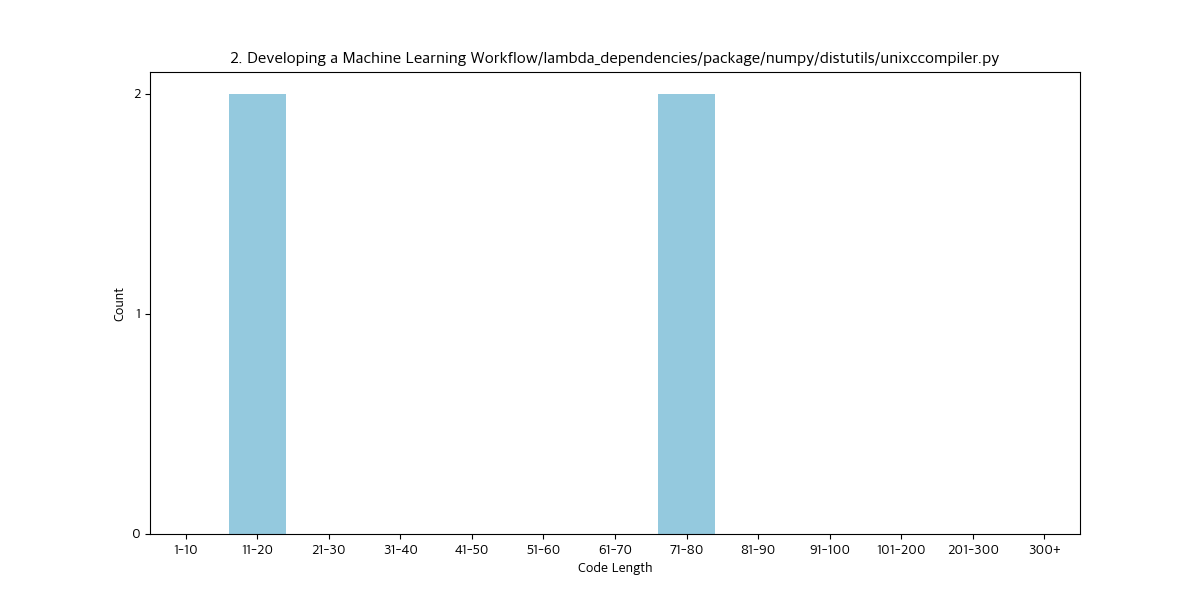 2. Developing a Machine Learning Workflow/lambda_dependencies/package/numpy/distutils/unixccompiler.py
2
1
0
Count
1-10 11-20 21-30 31-40 41-50 51-60 61-70 71-80 81-90 91-100 101-200 201-300 300+
Code Length